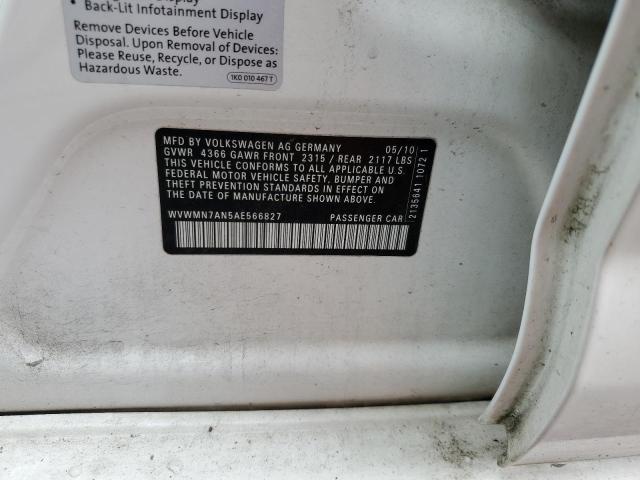 Back-Lit Infotainment Display
Remove Devices Before Vehicle
Disposal. Upon Removal of Devices:
Please Reuse, Recycle, or Dispose as
Hazardous Waste.
1K0 010 467 T
MFD BY VOLKSWAGEN AG GERMANY 05/10
GVWR 4366 GAWR FRONT 2315 / REAR 2117 LBS
THIS VEHICLE CONFORMS TO ALL APPLICABLE U.S.
FEDERAL MOTOR VEHICLE SAFETY, BUMPER AND
THEFT PREVENTION STANDARDS IN EFFECT ON
THE DATE OF MANUFACTURE SHOWN ABOVE.
WVWMN7AN5AE566827 PASSENGER CAR
2135641 1072 1